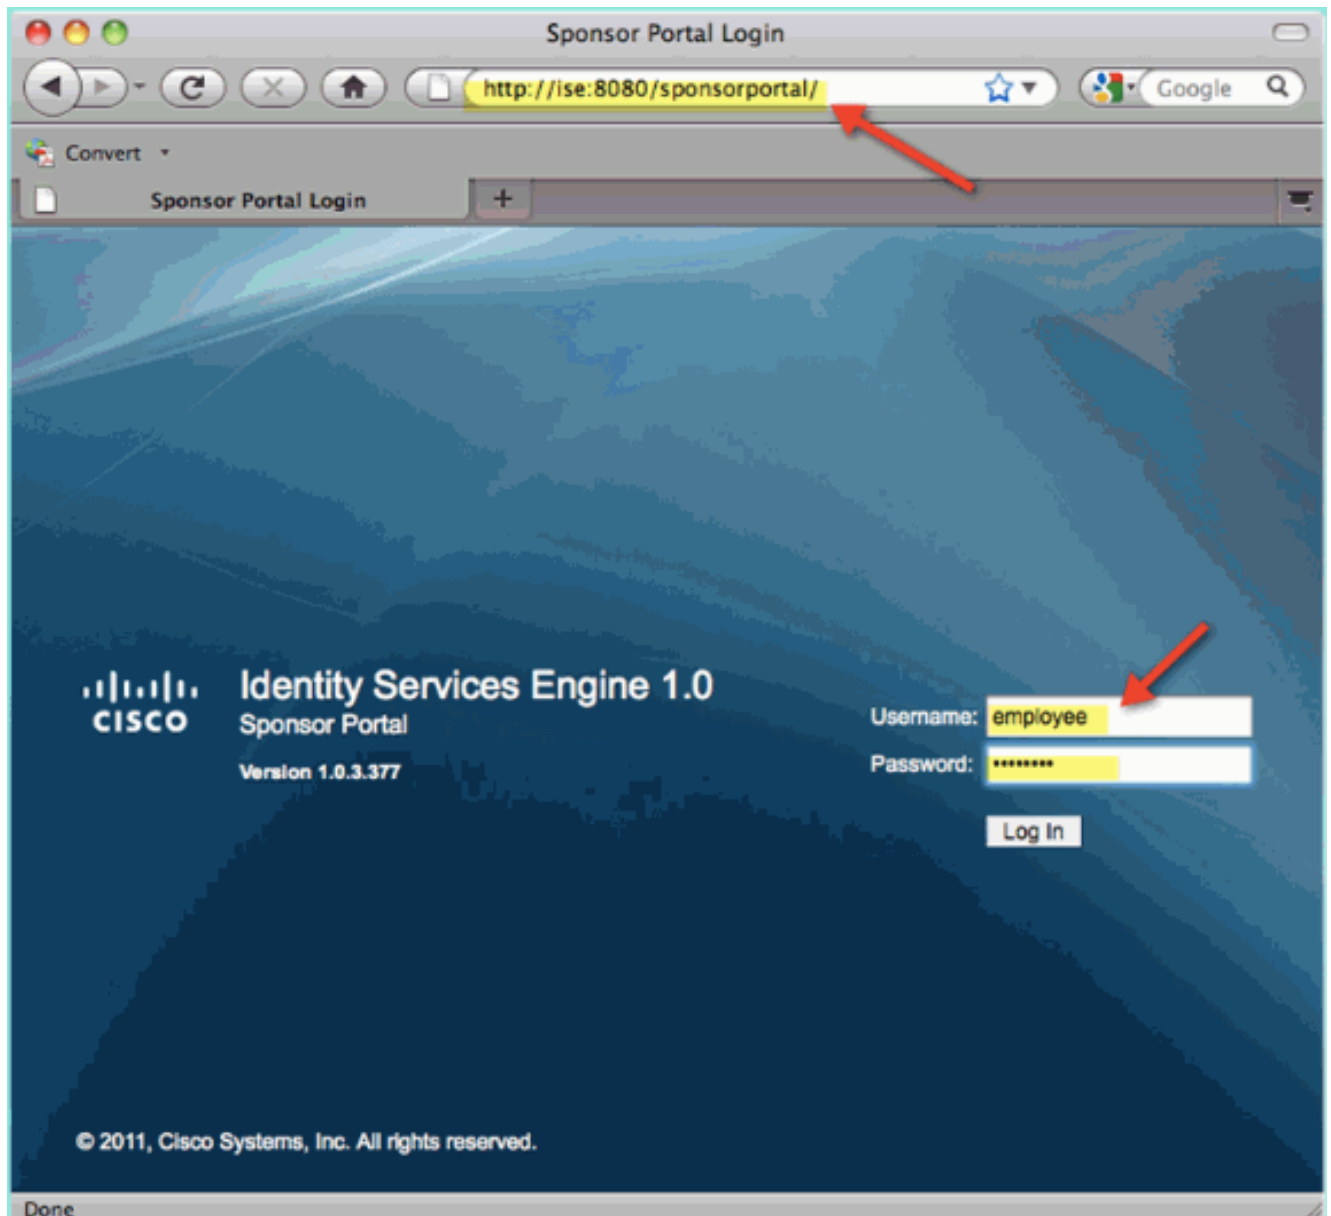 Sponsor Portal Login
http://ise:8080/sponsorportal/
Google
Convert
Sponsor Portal Login
+
CISCO
Identity Services Engine 1.0
Sponsor Portal
Version 1.0.3.377
Username: employee
Password: ••••••••
Log In
© 2011, Cisco Systems, Inc. All rights reserved.
Done